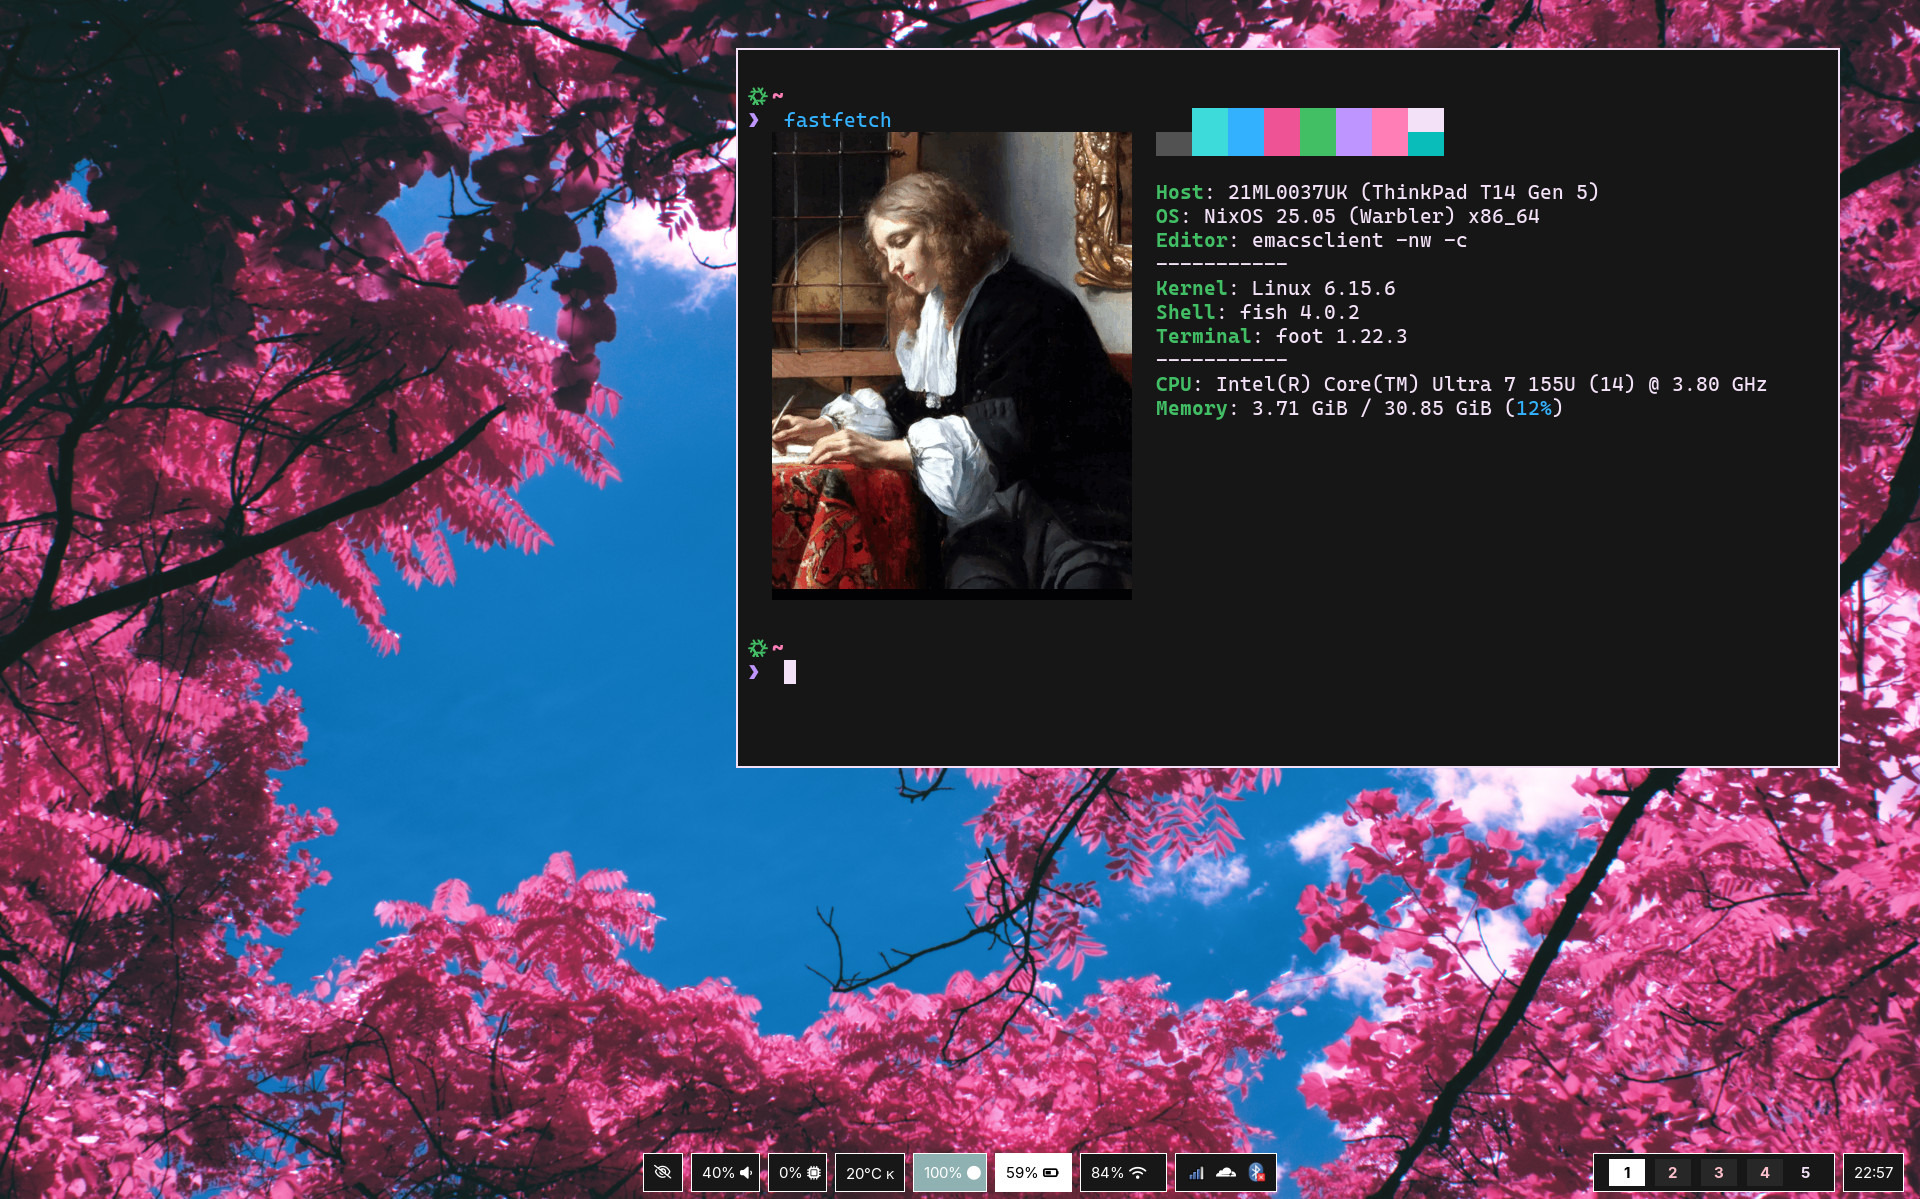 ~
❯ fastfetch
Host: 21ML0037UK (ThinkPad T14 Gen 5)
OS: NixOS 25.05 (Warbler) x86_64
Editor: emacsclient -nw -c
-----------
Kernel: Linux 6.15.6
Shell: fish 4.0.2
Terminal: foot 1.22.3
-----------
CPU: Intel(R) Core(TM) Ultra 7 155U (14) @ 3.80 GHz
Memory: 3.71 GiB / 30.85 GiB (12%)
~
❯
40% 0% 20°C K 100% 59% 84% 1 2 3 4 5 22:57